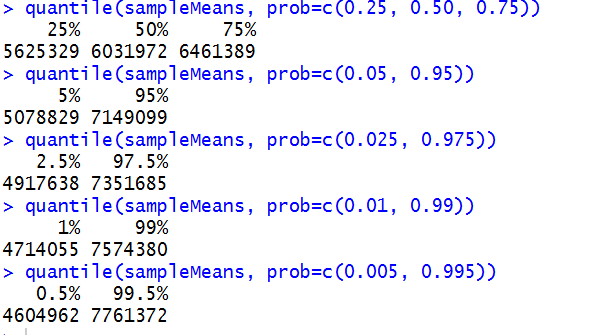 > quantile(sampleMeans, prob=c(0.25, 0.50, 0.75))
25% 50% 75%
5625329 6031972 6461389
> quantile(sampleMeans, prob=c(0.05, 0.95))
5% 95%
5078829 7149099
> quantile(sampleMeans, prob=c(0.025, 0.975))
2.5% 97.5%
4917638 7351685
> quantile(sampleMeans, prob=c(0.01, 0.99))
1% 99%
4714055 7574380
> quantile(sampleMeans, prob=c(0.005, 0.995))
0.5% 99.5%
4604962 7761372